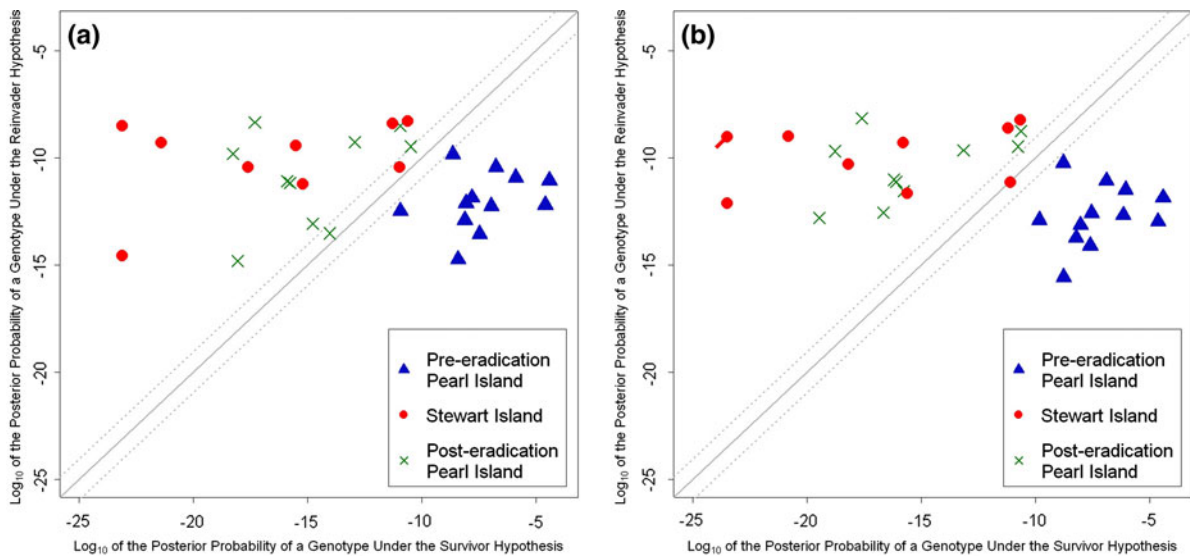 (a)
Log10 of the Posterior Probability of a Genotype Under the Reinvader Hypothesis
-5
-10
-15
-20
-25
Pre-eradication
Pearl Island
Stewart Island
Post-eradication
Pearl Island
-25 -20 -15 -10 -5
Log10 of the Posterior Probability of a Genotype Under the Survivor Hypothesis
(b)
Log10 of the Posterior Probability of a Genotype Under the Reinvader Hypothesis
-5
-10
-15
-20
-25
Pre-eradication
Pearl Island
Stewart Island
Post-eradication
Pearl Island
-25 -20 -15 -10 -5
Log10 of the Posterior Probability of a Genotype Under the Survivor Hypothesis